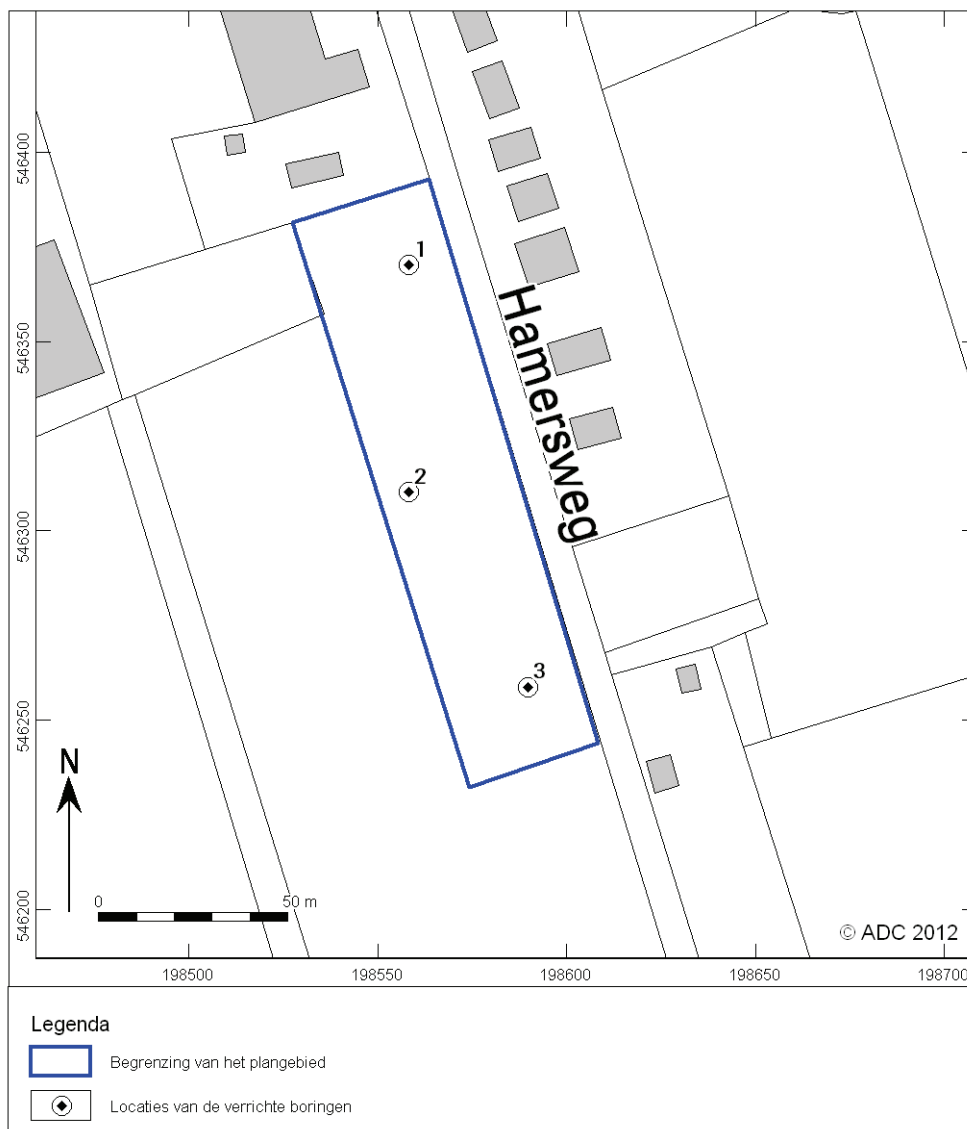 546400
546350
546300
546250
546200
1
2
3
Hamersweg
N
0 50 m
© ADC 2012
198500 198550 198600 198650 198700
Legenda
Begrenzing van het plangebied
Locaties van de verrichte boringen